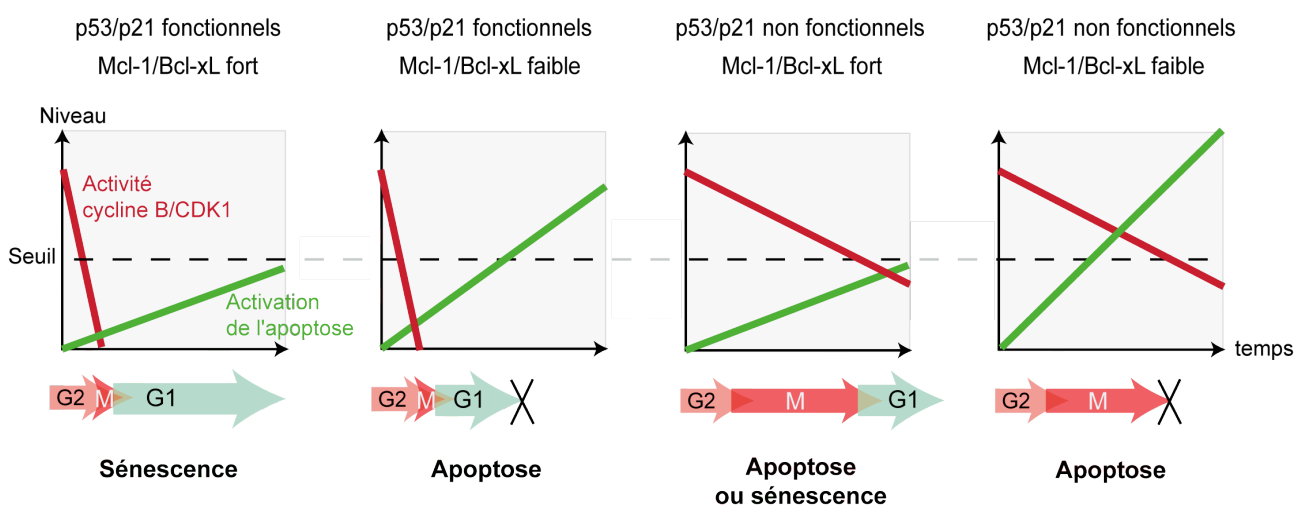 p53/p21 fonctionnels
Mcl-1/Bcl-xL fort
p53/p21 fonctionnels
Mcl-1/Bcl-xL faible
p53/p21 non fonctionnels
Mcl-1/Bcl-xL fort
p53/p21 non fonctionnels
Mcl-1/Bcl-xL faible
Niveau
Activité
cycline B/CDK1
Seuil
Activation
de l'apoptose
temps
G2 M G1
G2 M G1
G2 M G1
G2 M
Sénescence
Apoptose
Apoptose
ou sénescence
Apoptose